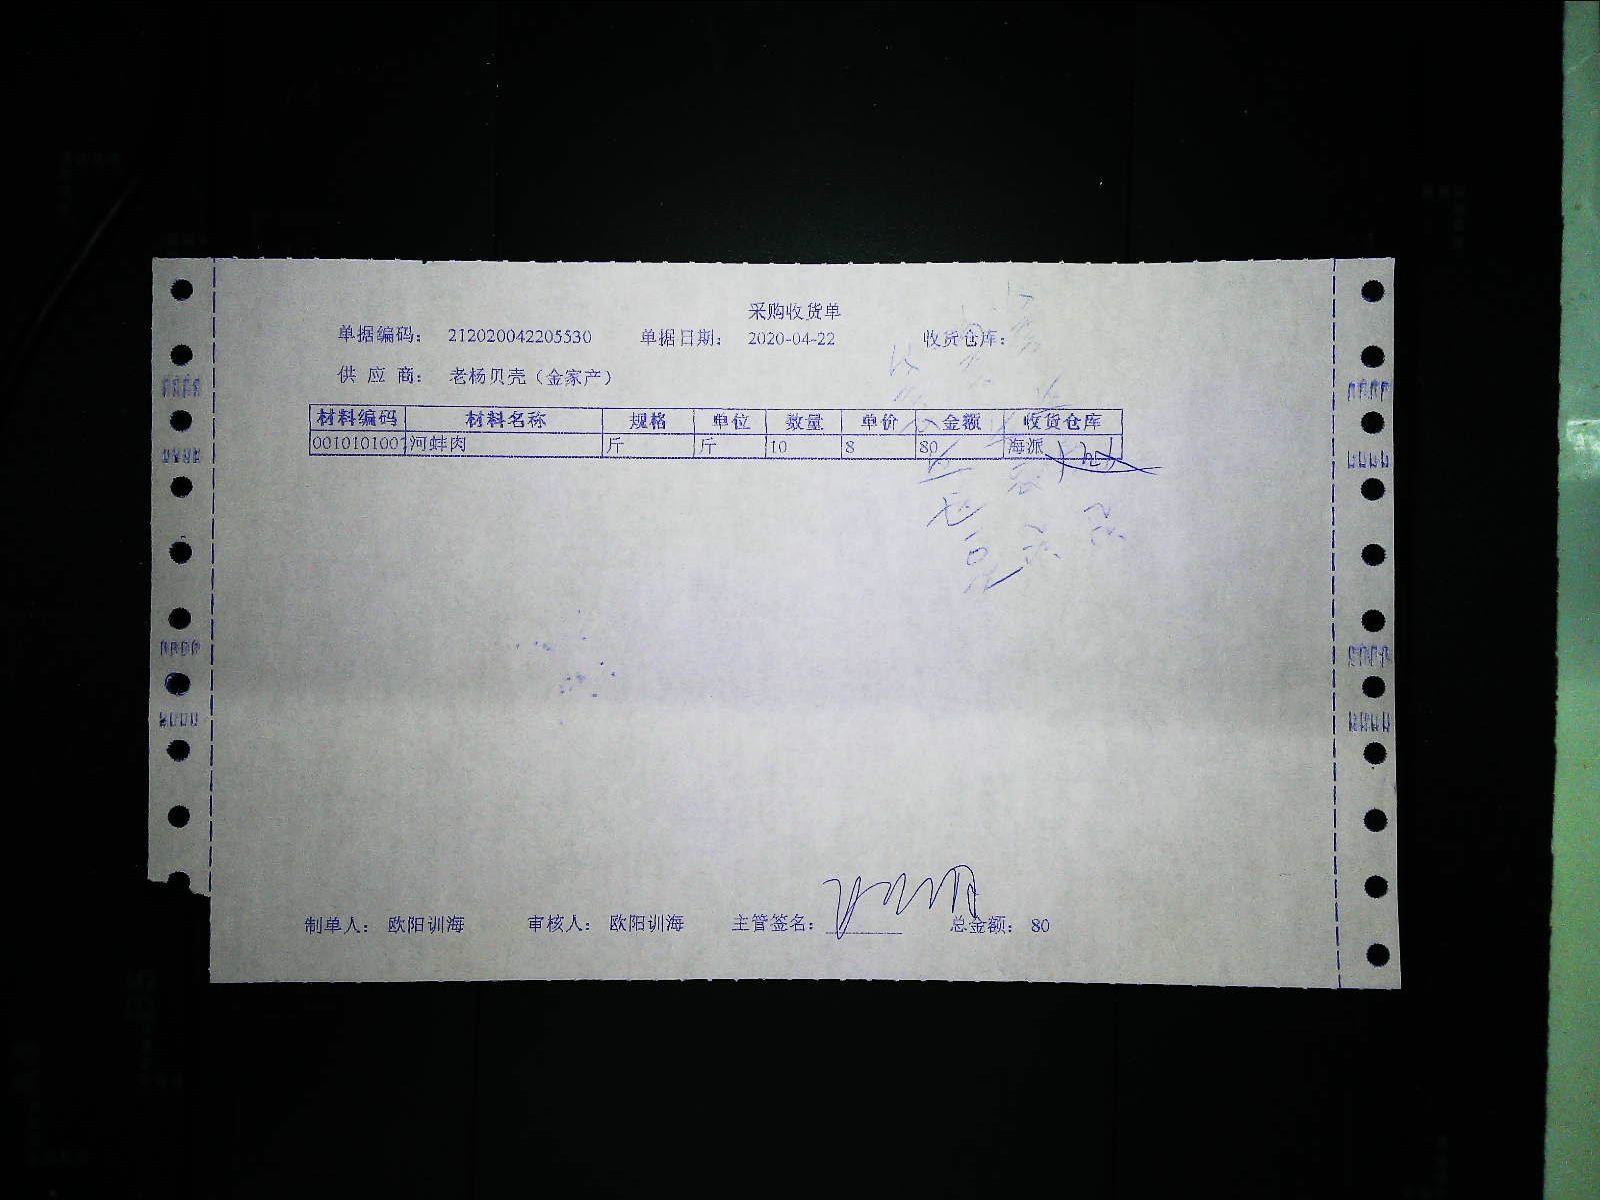 采购收货单
单据编码： 212020042205530 单据日期： 2020-04-22 收货仓库：
供 应 商： 老杨贝壳（金家产）
材料编码 材料名称 规格 单位 数量 单价 金额 收货仓库
0010101007 河蚌肉 斤 斤 10 8 80 海派
制单人： 欧阳训海 审核人： 欧阳训海 主管签名： 总金额： 80